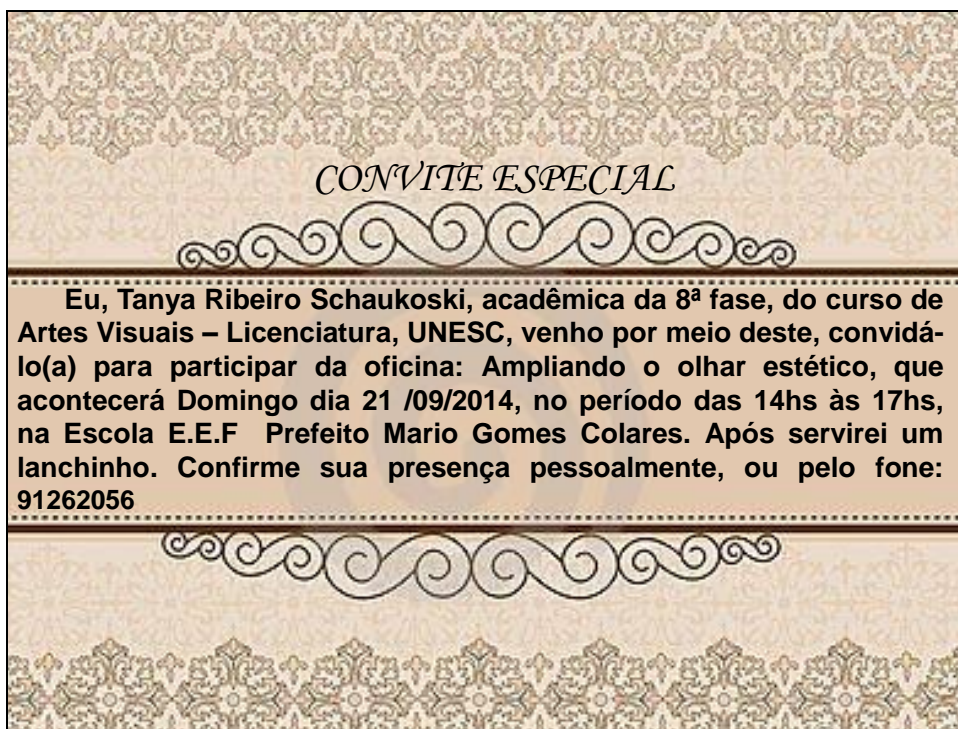 CONVITE ESPECIAL
Eu, Tanya Ribeiro Schaukoski, acadêmica da 8ª fase, do curso de
Artes Visuais – Licenciatura, UNESC, venho por meio deste, convidá-
lo(a) para participar da oficina: Ampliando o olhar estético, que
acontecerá Domingo dia 21 /09/2014, no período das 14hs às 17hs,
na Escola E.E.F Prefeito Mario Gomes Colares. Após servirei um
lanchinho. Confirme sua presença pessoalmente, ou pelo fone:
91262056